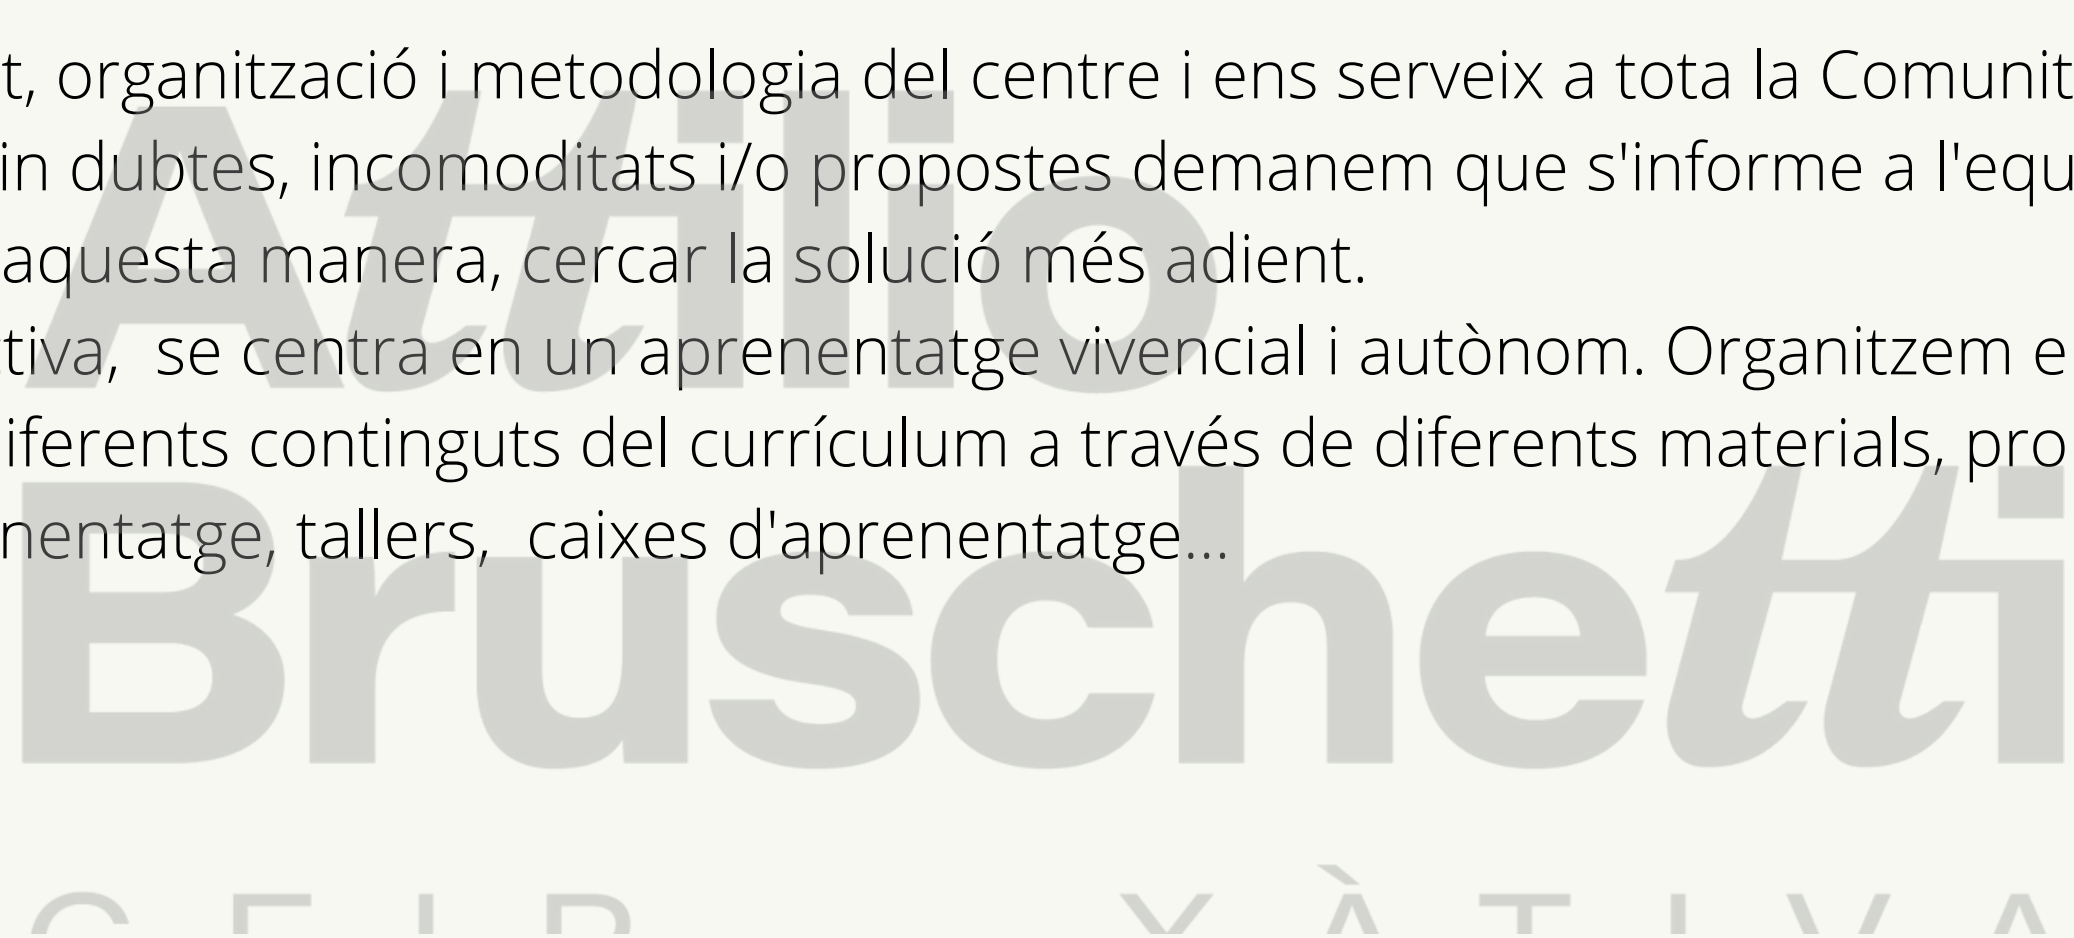 t, organització i metodologia del centre i ens serveix a tota la Comunit
in dubtes, incomoditats i/o propostes demanem que s'informe a l'equ
aquesta manera, cercar la solució més adient.
tiva, se centra en un aprenentatge vivencial i autònom. Organitzem e
iferents continguts del currículum a través de diferents materials, pro
nentatge, tallers, caixes d'aprenentatge...
Attilio
Bruschetti
CEIP XÀTIVA